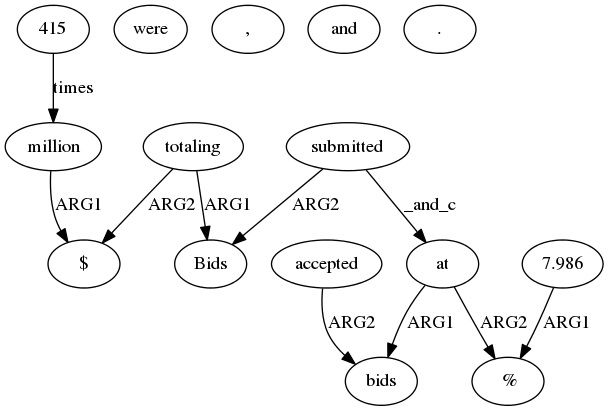 415 were , and .
times
million totaling submitted
ARG1 ARG2 ARG1 ARG2 _and_c
$ Bids accepted at 7.986
ARG2 ARG1 ARG2 ARG1
bids %